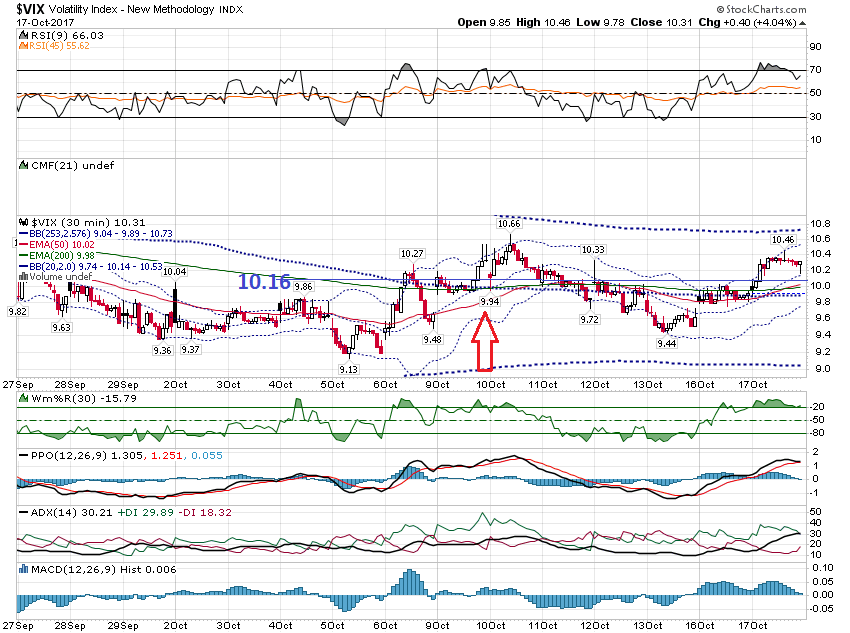 $VIX Volatility Index - New Methodology INDX © StockCharts.com
17-Oct-2017 Open 9.85 High 10.46 Low 9.78 Close 10.31 Chg +0.40 (+4.04%)
RSI(9) 66.03
RSI(45) 55.62
90
70
50
30
10
CMF(21) undef
$VIX (30 min) 10.31
BB(253,2.576) 9.04 - 9.89 - 10.73
EMA(50) 10.02
EMA(200) 9.98
BB(20,2.0) 9.74 - 10.14 - 10.53
Volume undef
10.8
10.6
10.4
10.2
10.0
9.8
9.6
9.4
9.2
9.0
10.66
10.46
10.33
10.27
10.04
10.16
9.86
9.94
9.82
9.63
9.72
9.48
9.44
9.36
9.37
9.13
27Sep 28Sep 29Sep 2Oct 3Oct 4Oct 5Oct 6Oct 9Oct 10Oct 11Oct 12Oct 13Oct 16Oct 17Oct
Wm%R(30) -15.79
-20
-50
-80
PPO(12,26,9) 1.305, 1.251, 0.055
2
1
0
-1
ADX(14) 30.21 +DI 29.89 -DI 18.32
50
40
30
20
10
MACD(12,26,9) Hist 0.006
0.10
0.05
0.00
-0.05
27Sep 28Sep 29Sep 2Oct 3Oct 4Oct 5Oct 6Oct 9Oct 10Oct 11Oct 12Oct 13Oct 16Oct 17Oct